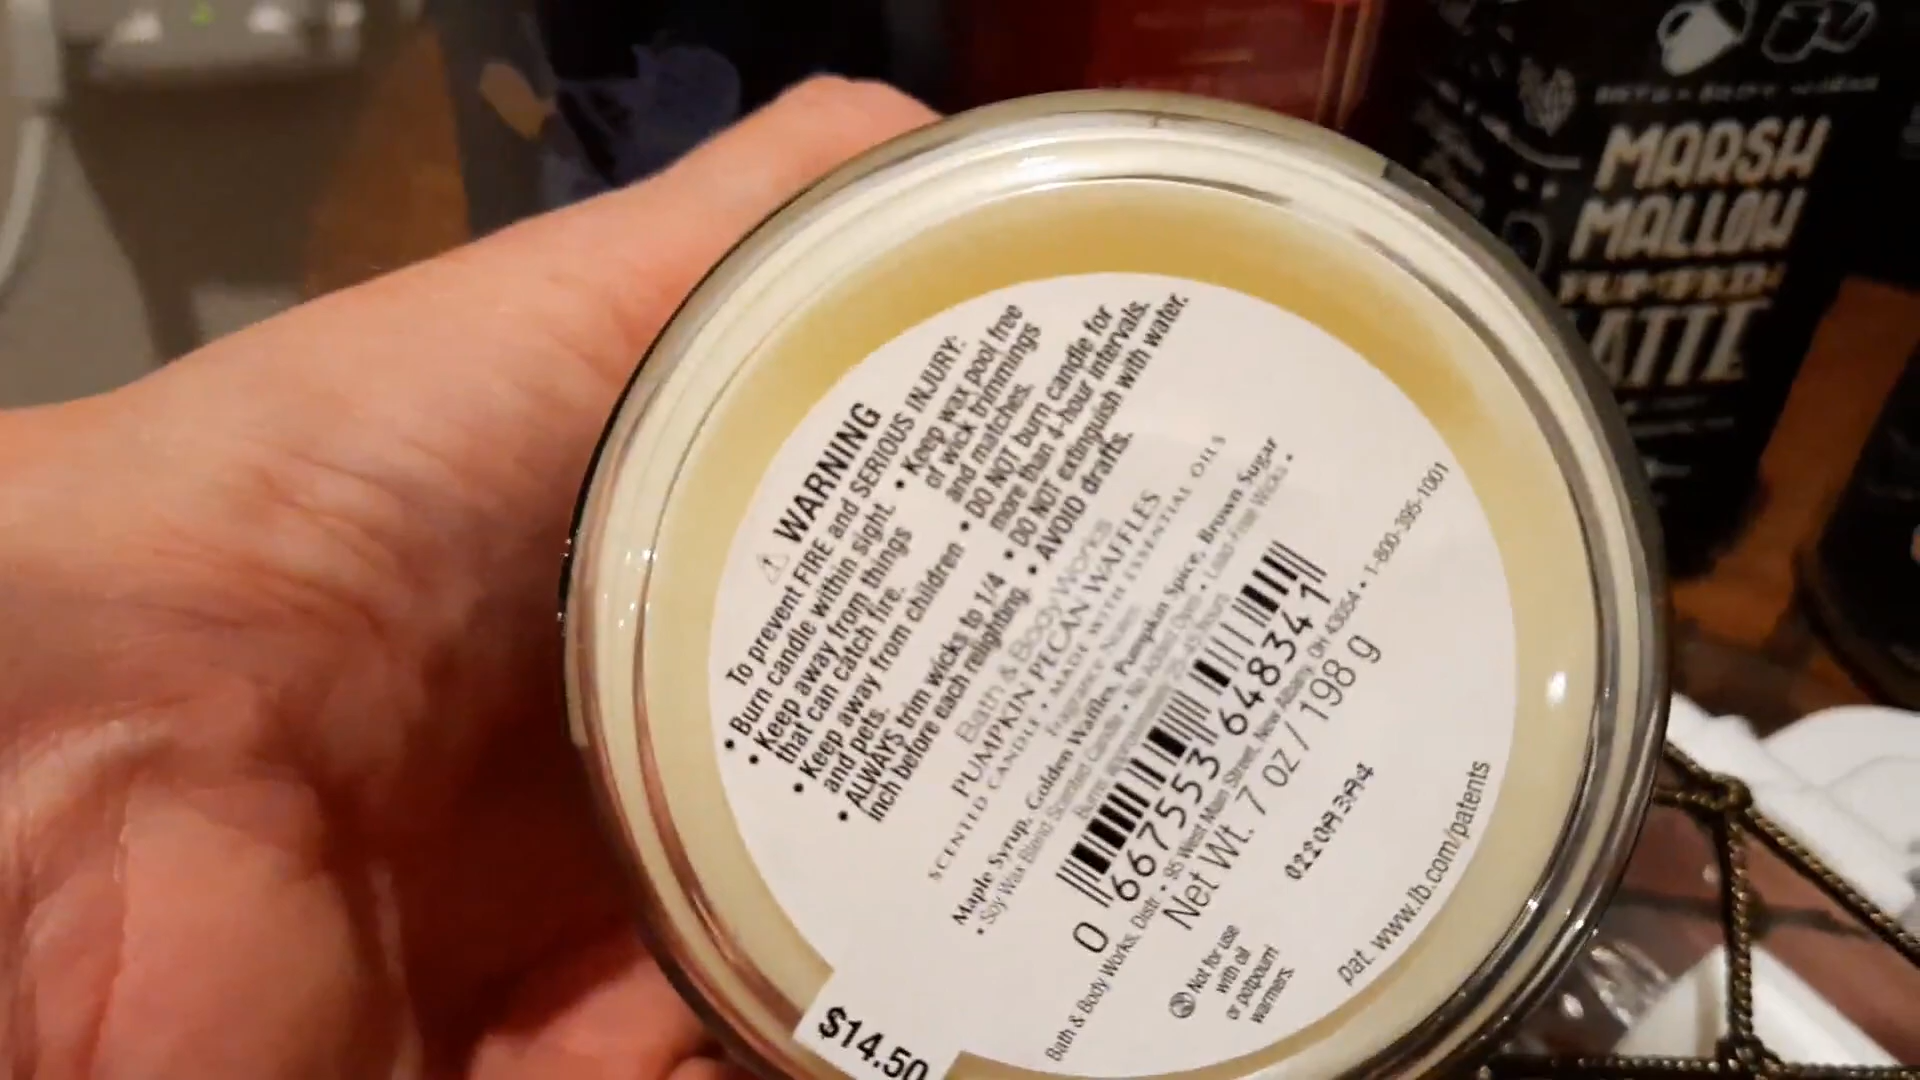 ⚠ WARNING
To prevent FIRE and SERIOUS INJURY:
• Burn candle within sight.
• Keep away from things
that can catch fire.
• Keep away from children
and pets.
• ALWAYS trim wicks to 1/4
inch before each relighting.
• Keep wax pool free
of wick trimmings
and matches.
• DO NOT burn candle for
more than 4-hour intervals.
• DO NOT extinguish with water.
• AVOID drafts.
Bath & Body Works
PUMPKIN PECAN WAFFLES
SCENTED CANDLE • MADE WITH ESSENTIAL OILS
Fragrance Notes:
Maple Syrup, Golden Waffles, Pumpkin Spice, Brown Sugar
• Soy Wax Blend Scented Candle • No Added Dyes • Lead-Free Wicks •
0 667553 648341
Bath & Body Works, Distr. • 95 West Main Street, New Albany, OH 43054 • 1-800-395-1001
Net Wt. 7 oz / 198 g
Not for use
with oil
or potpourri
warmers.
0220A3A4
pat. www.lb.com/patents
$14.50
MARSH
MALLOW
PUMPKIN
LATTE